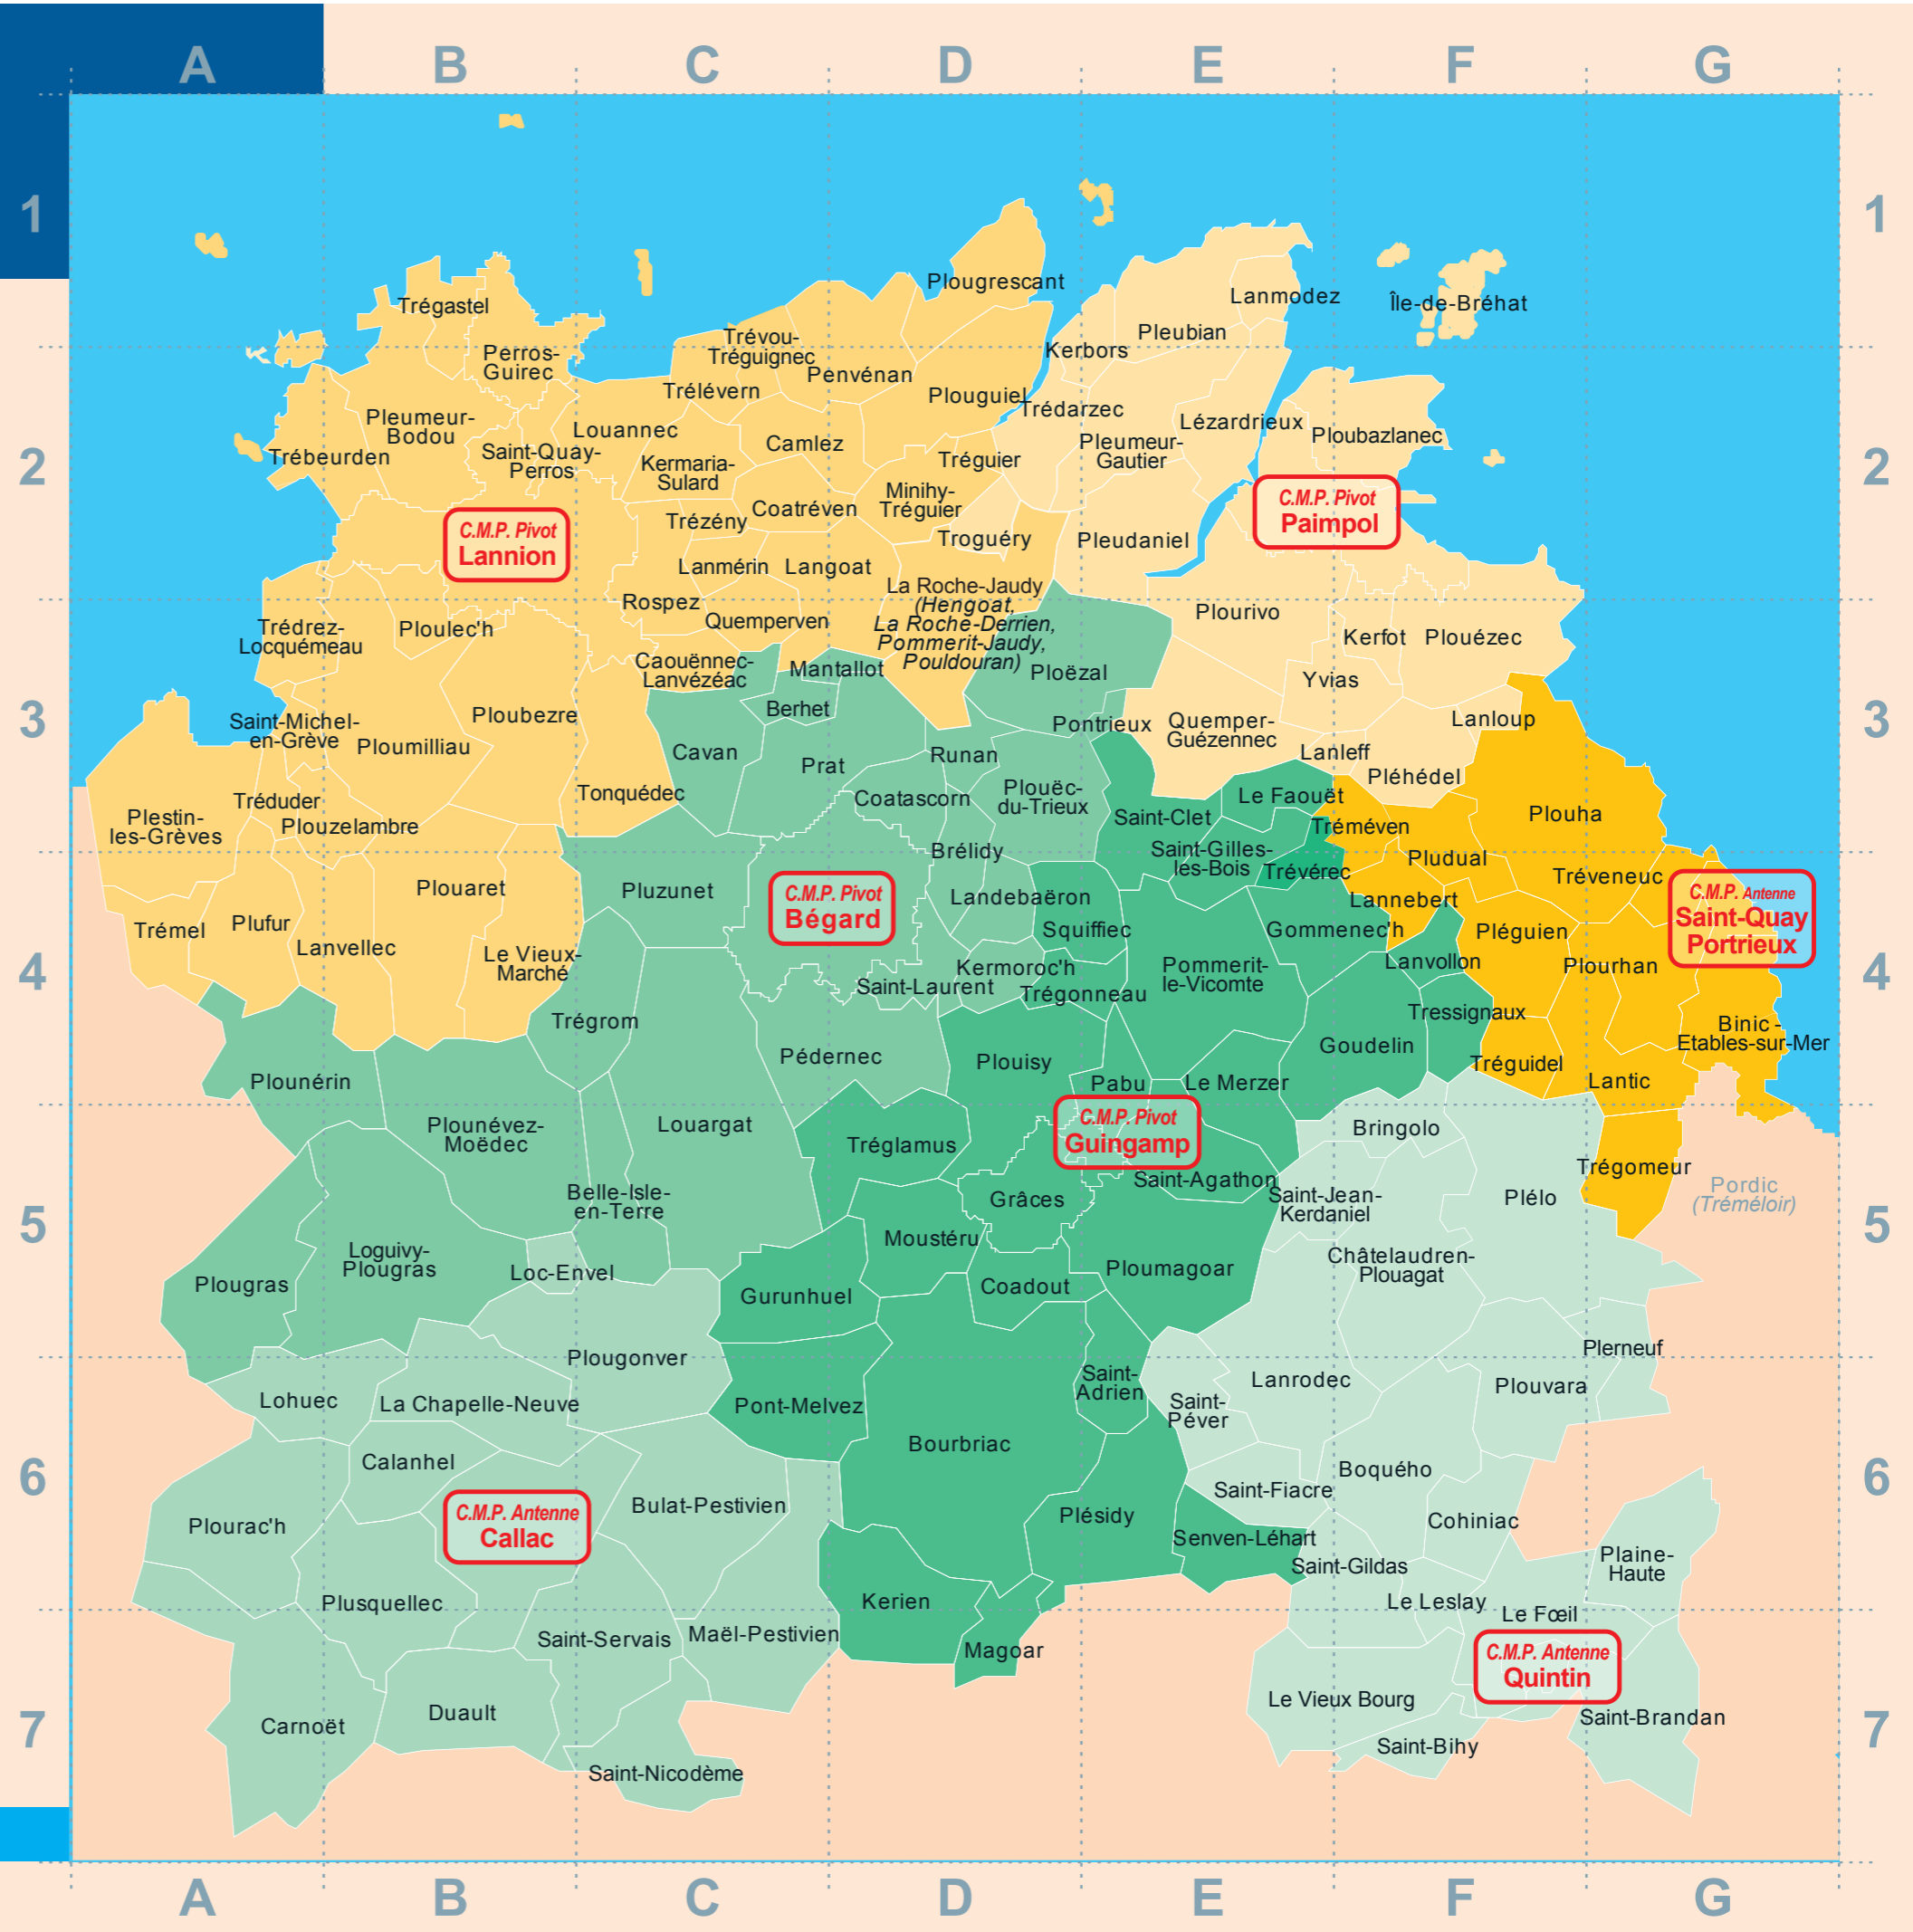 A B C D E F G
1 1
Plougrescant
Lanmodez
Île-de-Bréhat
Trégastel
Pleubian
Trévou-
Tréguignec
Kerbors
Perros-
Guirec
Penvénan
Trélévern
Plouguiel
Trédarzec
Pleumeur-
Bodou
Louannec
Lézardrieux
Ploubazlanec
Camlez
Pleumeur-
Gautier
Saint-Quay-
Perros
Trébeurden
2 2
Kermaria-
Sulard
Tréguier
Minihy-
Tréguier
Coatréven
Trézény
C.M.P. Pivot
Paimpol
C.M.P. Pivot
Lannion
Troguéry
Pleudaniel
Lanmérin
Langoat
La Roche-Jaudy
(Hengoat,
La Roche-Derrien,
Pommerit-Jaudy,
Pouldouran)
Rospez
Quemperven
Plourivo
Trédrez-
Locquémeau
Ploulec'h
Kerfot
Plouézec
Caouënnec-
Lanvézéac
Mantallot
Ploëzal
Yvias
3 3
Saint-Michel-
en-Grève
Ploubezre
Berhet
Pontrieux
Quemper-
Guézennec
Lanloup
Ploumilliau
Cavan
Prat
Runan
Lanleff
Pléhédel
Tonquédec
Coatascorn
Plouëc-
du-Trieux
Le Faouët
Tréduder
Plestin-
les-Grèves
Plouzelambre
Saint-Clet
Tréméven
Plouha
Brélidy
Saint-Gilles-
les-Bois
Trévérec
Pludual
Tréveneuc
Plouaret
Pluzunet
C.M.P. Pivot
Bégard
Landebaëron
Lannebert
C.M.P. Antenne
Saint-Quay
Portrieux
Trémel
Plufur
Lanvellec
Squiffiec
Gommenec'h
Pléguien
4 4
Le Vieux-
Marché
Kermoroc'h
Saint-Laurent
Trégonneau
Pommerit-
le-Vicomte
Lanvollon
Plourhan
Trégrom
Tressignaux
Binic -
Etables-sur-Mer
Pédernec
Plouisy
Goudelin
Tréguidel
Plounérin
Pabu
Le Merzer
Lantic
Plounévez-
Moëdec
Louargat
Tréglamus
C.M.P. Pivot
Guingamp
Bringolo
Trégomeur
Saint-Agathon
Belle-Isle-
en-Terre
Grâces
Saint-Jean-
Kerdaniel
Plélo
Pordic
(Tréméloir)
5 5
Moustéru
Loguivy-
Plougras
Loc-Envel
Châtelaudren-
Plouagat
Plougras
Gurunhuel
Coadout
Ploumagoar
Plougonver
Plerneuf
Lohuec
La Chapelle-Neuve
Pont-Melvez
Saint-
Adrien
Saint-
Péver
Lanrodec
Plouvara
Calanhel
Bourbriac
Boquého
6 6
Saint-Fiacre
Plourac'h
C.M.P. Antenne
Callac
Bulat-Pestivien
Plésidy
Senven-Léhart
Cohiniac
Saint-Gildas
Plaine-
Haute
Plusquellec
Kerien
Le Leslay
Le Fœil
Saint-Servais
Maël-Pestivien
Magoar
C.M.P. Antenne
Quintin
Le Vieux Bourg
7 7
Carnoët
Duault
Saint-Brandan
Saint-Bihy
Saint-Nicodème
A B C D E F G